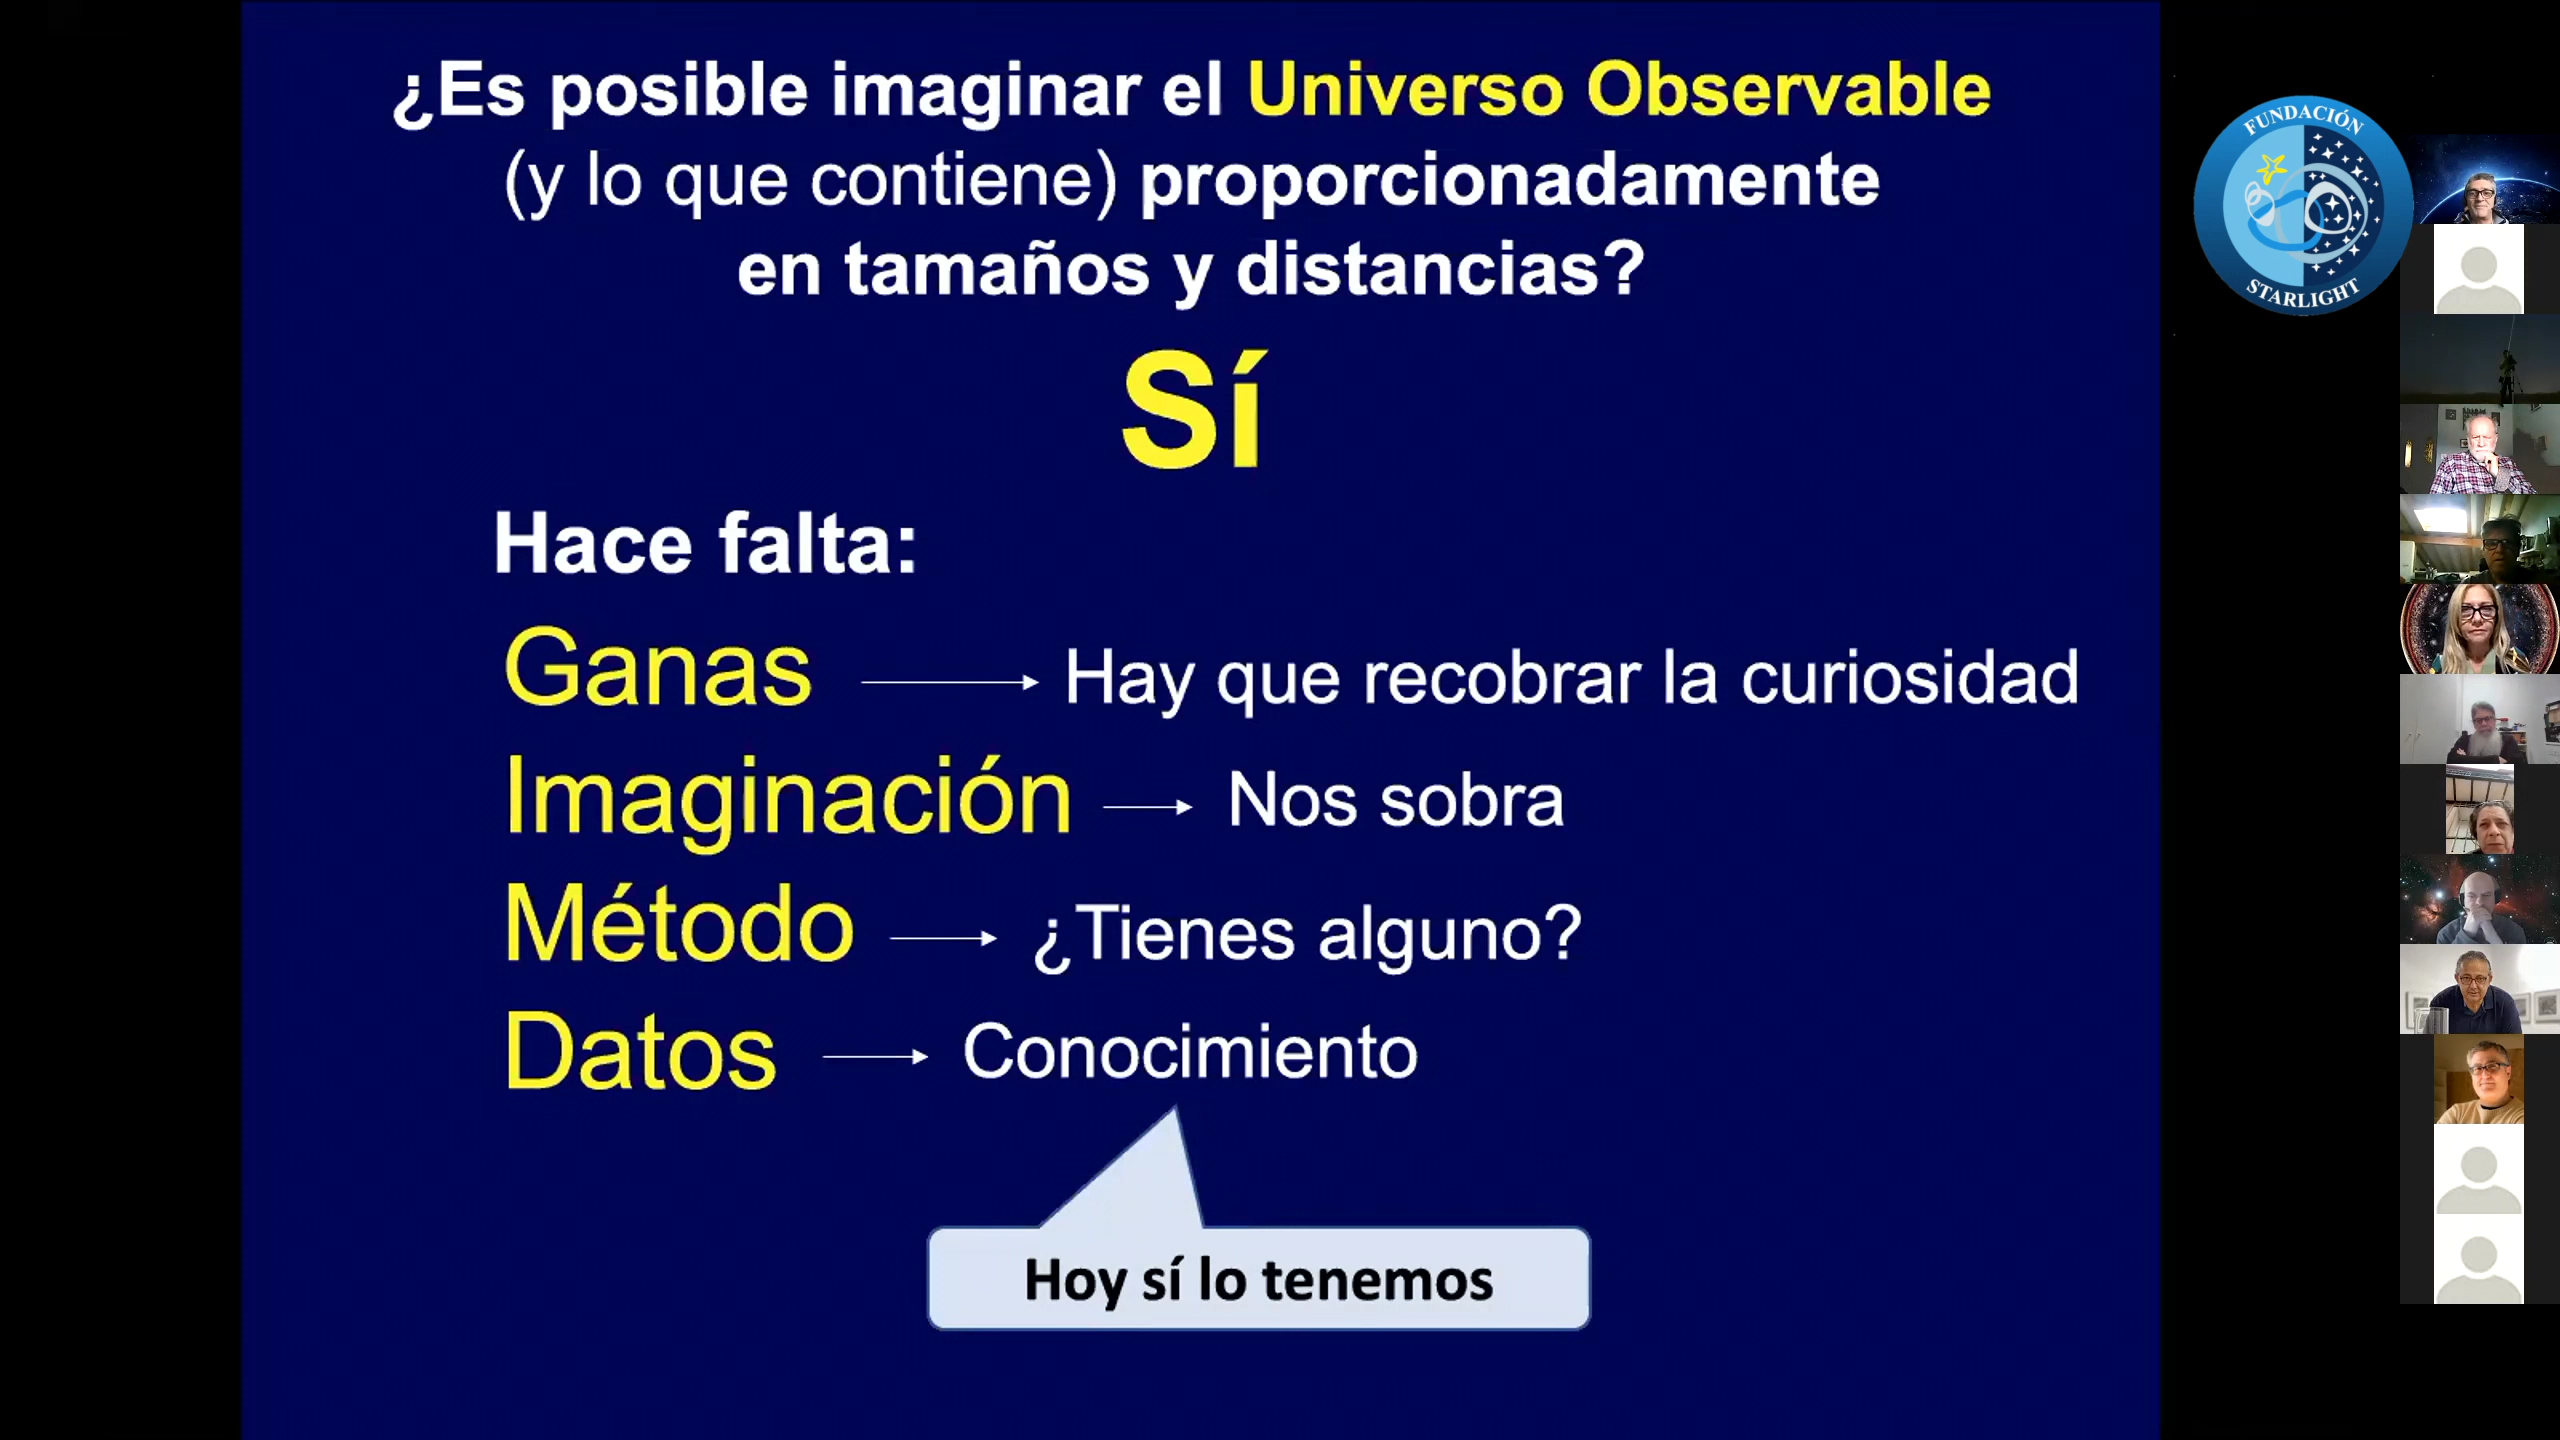 ¿Es posible imaginar el Universo Observable
(y lo que contiene) proporcionadamente
en tamaños y distancias?
Sí
Hace falta:
Ganas → Hay que recobrar la curiosidad
Imaginación → Nos sobra
Método → ¿Tienes alguno?
Datos → Conocimiento
Hoy sí lo tenemos
FUNDACIÓN
STARLIGHT